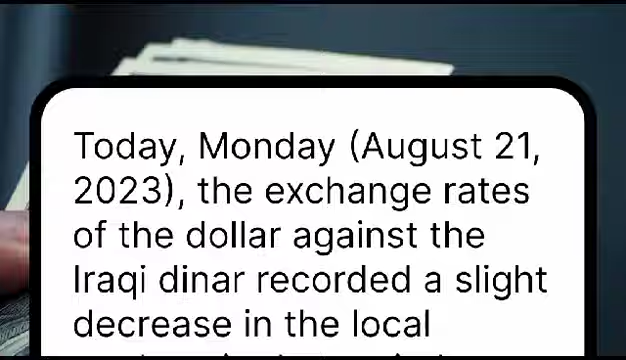 Today, Monday (August 21,
2023), the exchange rates
of the dollar against the
Iraqi dinar recorded a slight
decrease in the local